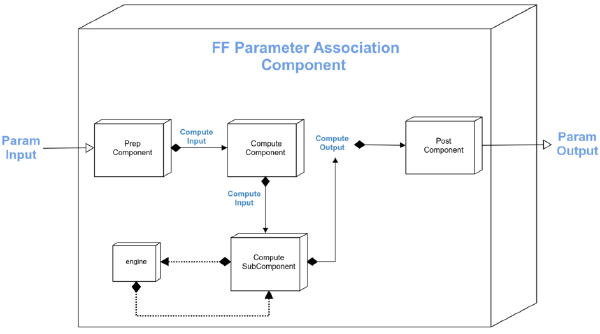 FF Parameter Association
Component
Param
Input
Prep
Component
Compute
Input
Compute
Component
Compute
Output
Post
Component
Param
Output
Compute
Input
engine
Compute
SubComponent